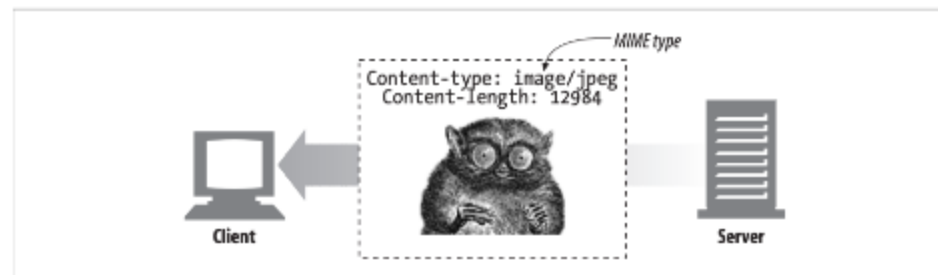 MIME type
Content-type: image/jpeg
Content-length: 12984
Client
Server